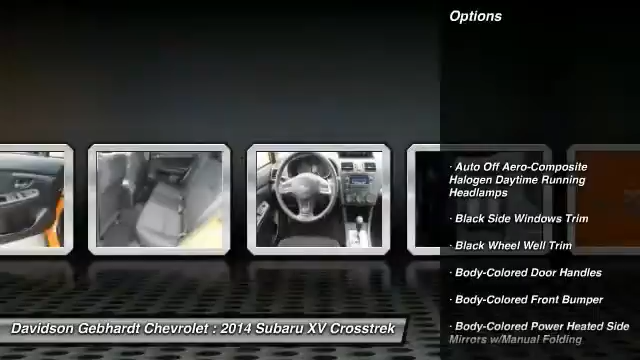 Options
· Auto Off Aero-Composite
Halogen Daytime Running
Headlamps
· Black Side Windows Trim
· Black Wheel Well Trim
· Body-Colored Door Handles
· Body-Colored Front Bumper
· Body-Colored Power Heated Side
Mirrors w/Manual Folding
Davidson Gebhardt Chevrolet : 2014 Subaru XV Crosstrek